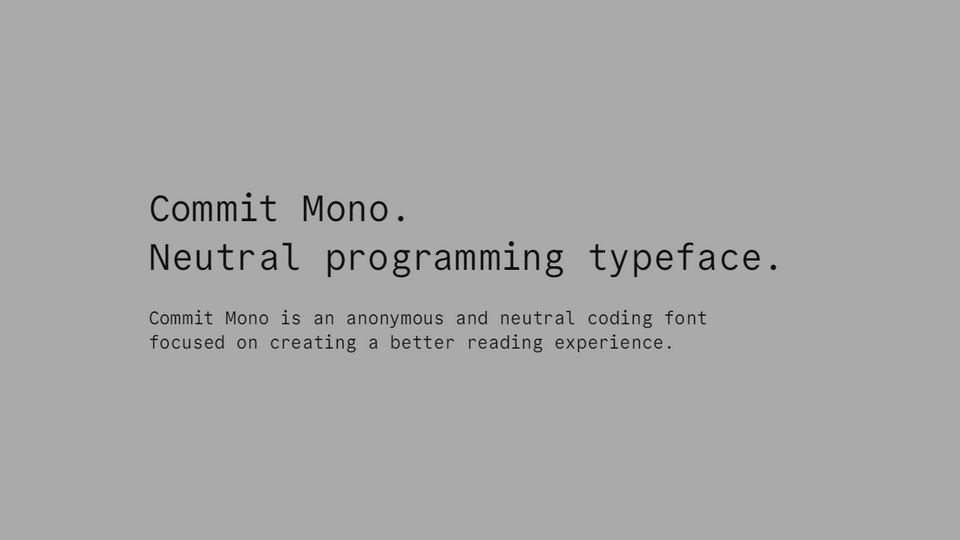 Commit Mono.
Neutral programming typeface.
Commit Mono is an anonymous and neutral coding font
focused on creating a better reading experience.